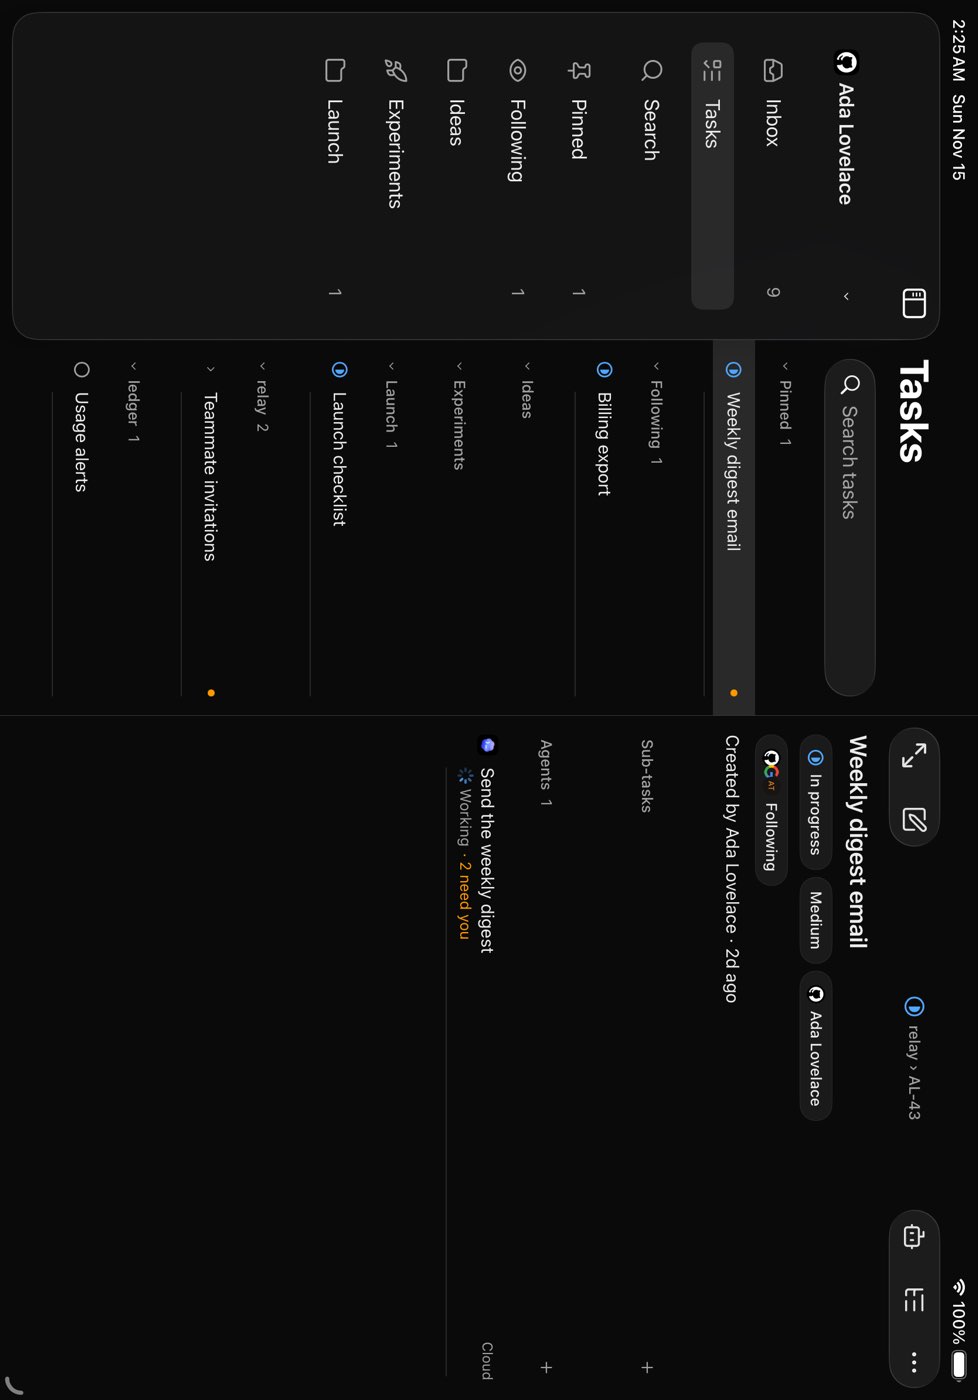 2:25 AM Sun Nov 15
100%
Ada Lovelace
Inbox 9
Tasks
Search
Pinned 1
Following 1
Ideas
Experiments
Launch 1
Tasks
Search tasks
Pinned 1
Weekly digest email
Following 1
Billing export
Ideas
Experiments
Launch 1
Launch checklist
relay 2
Teammate invitations
ledger 1
Usage alerts
relay › AL-43
Weekly digest email
In progress Medium Ada Lovelace
AT Following
Created by Ada Lovelace · 2d ago
Sub-tasks
Agents 1
Send the weekly digest Cloud
Working · 2 need you